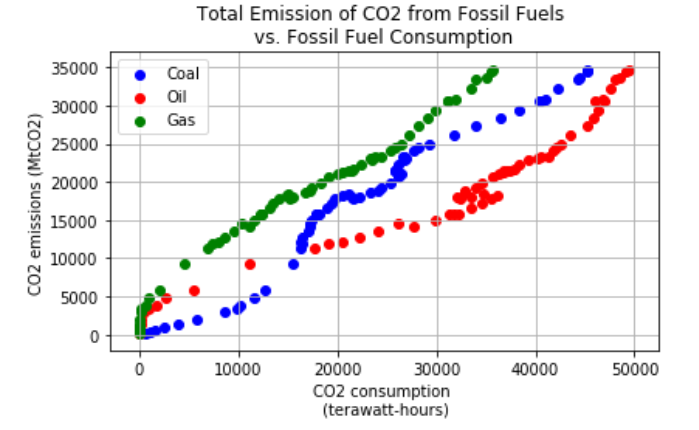 Total Emission of CO2 from Fossil Fuels
vs. Fossil Fuel Consumption
Coal
Oil
Gas
35000
30000
25000
20000
15000
10000
5000
0
CO2 emissions (MtCO2)
0 10000 20000 30000 40000 50000
CO2 consumption
(terawatt-hours)